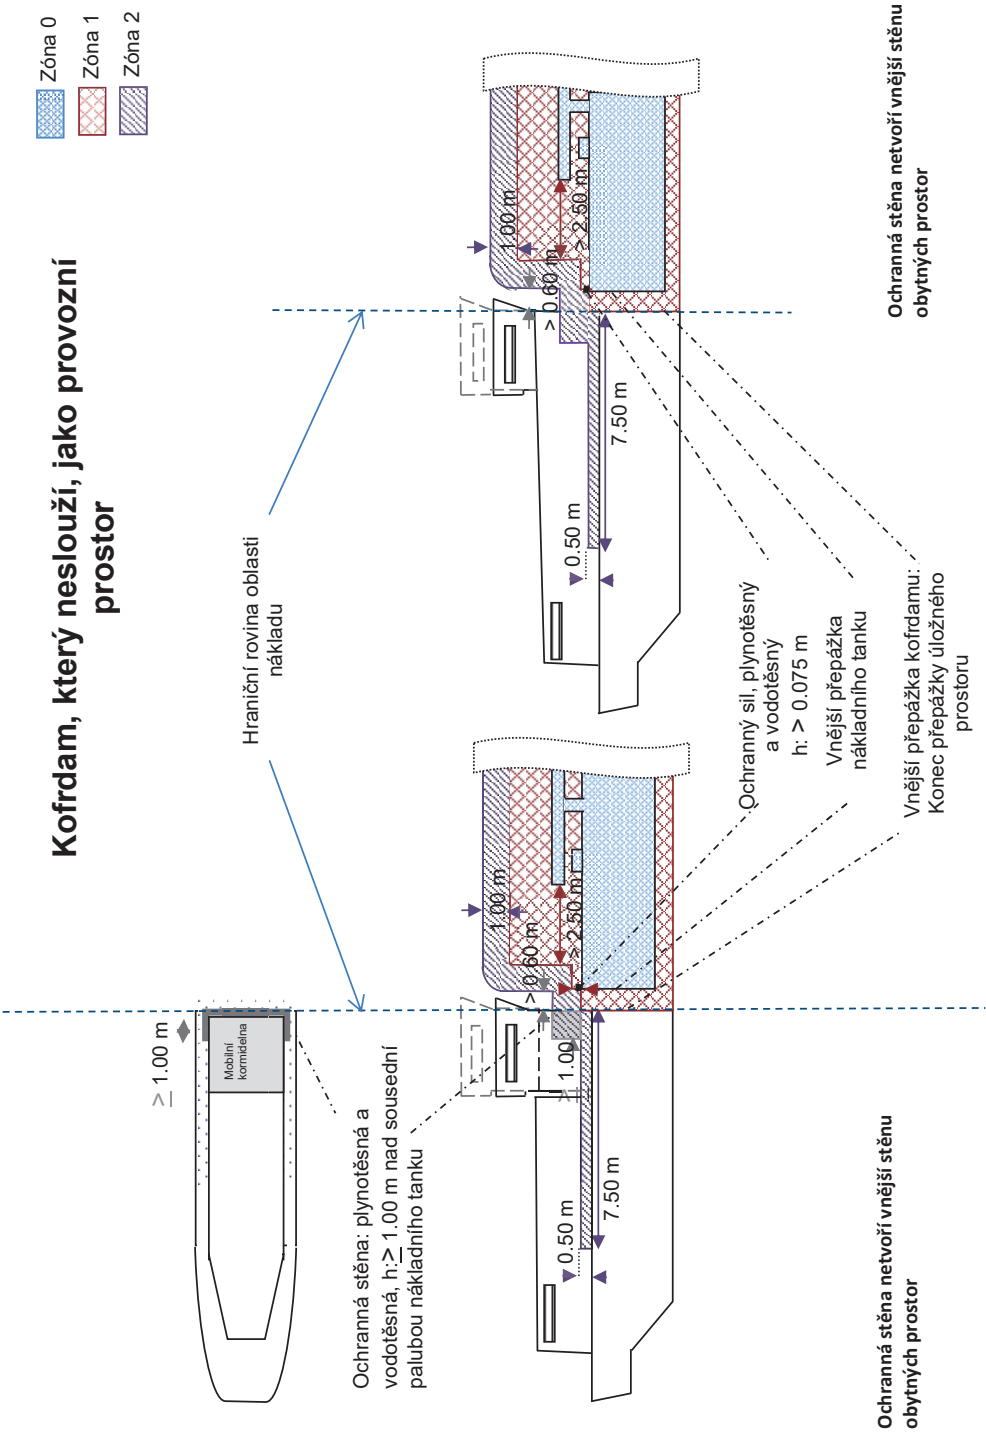 Kofrdam, který neslouží, jako provozní
prostor
Zóna 0
Zóna 1
Zóna 2
Hraniční rovina oblasti
nákladu
≥ 1.00 m
Mobilní
kormidelna
Ochranná stěna: plynotěsná a
vodotěsná, h:≥ 1.00 m nad sousední
palubou nákladního tanku
1.00 m
> 0.60 m
> 2.50 m
≥ 1.00
0.50 m
7.50 m
1.00 m
> 0.60 m
> 2.50 m
0.50 m
7.50 m
Ochranný sil, plynotěsný
a vodotěsný
h: > 0.075 m
Vnější přepážka
nákladního tanku
Vnější přepážka kofrdamu:
Konec přepážky úložného
prostoru
Ochranná stěna netvoří vnější stěnu
obytných prostor
Ochranná stěna netvoří vnější stěnu
obytných prostor